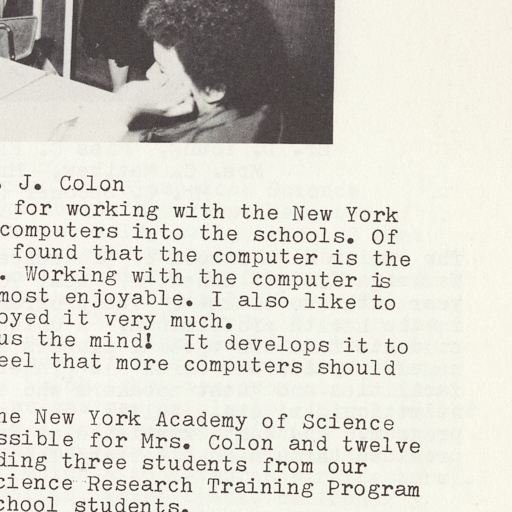 . J. Colon
for working with the New York
computers into the schools. Of
found that the computer is the
. Working with the computer is
most enjoyable. I also like to
oyed it very much.
us the mind! It develops it to
eel that more computers should
he New York Academy of Science
ssible for Mrs. Colon and twelve
ding three students from our
cience Research Training Program
chool students.